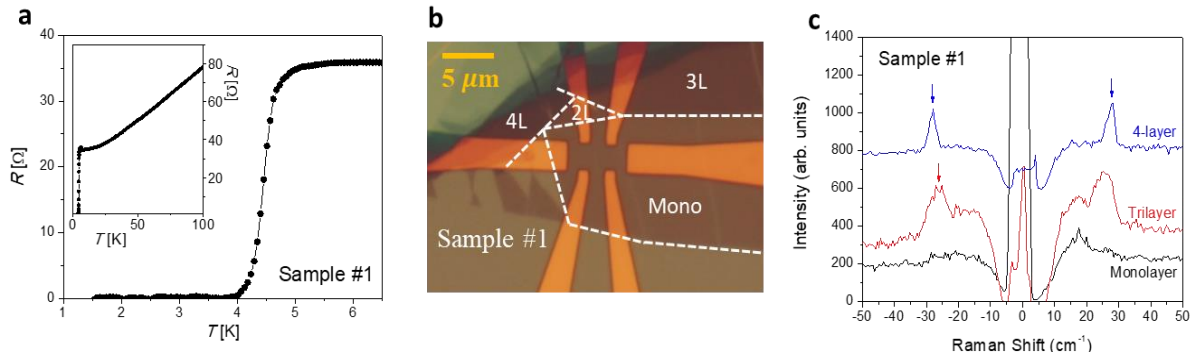 a
40
30
20
10
0
R [Ω]
1
2
3
4
5
6
T [K]
Sample #1
80
60
40
20
R [Ω]
0
50
100
T [K]
b
5 μm
3L
4L
2L
Mono
Sample #1
c
Sample #1
1400
1200
1000
800
600
400
200
0
Intensity (arb. units)
4-layer
Trilayer
Monolayer
-50
-40
-30
-20
-10
0
10
20
30
40
50
Raman Shift (cm⁻¹)